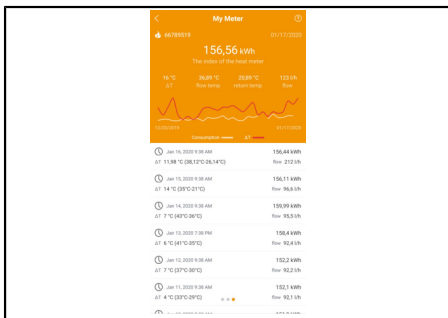 My Meter
66789519 01/17/2020
156,56 kWh
The index of the heat meter
16 °C 36,89 °C 20,89 °C 123 l/h
ΔT flow temp return temp flow
12/20/2019 01/17/2020
Consumption ΔT
Jan 16, 2020 9:38 AM 156,44 kWh
ΔT 11,98 °C (38,12°C-26,14°C) flow 212 l/h
Jan 15, 2020 9:38 AM 156,11 kWh
ΔT 14 °C (35°C-21°C) flow 96,6 l/h
Jan 14, 2020 9:38 AM 159,99 kWh
ΔT 7 °C (43°C-36°C) flow 95,5 l/h
Jan 13, 2020 7:38 PM 158,4 kWh
ΔT 6 °C (41°C-35°C) flow 92,4 l/h
Jan 12, 2020 9:38 AM 152,2 kWh
ΔT 7 °C (37°C-30°C) flow 92,2 l/h
Jan 11, 2020 9:38 AM 152,1 kWh
ΔT 4 °C (33°C-29°C) flow 92,1 l/h